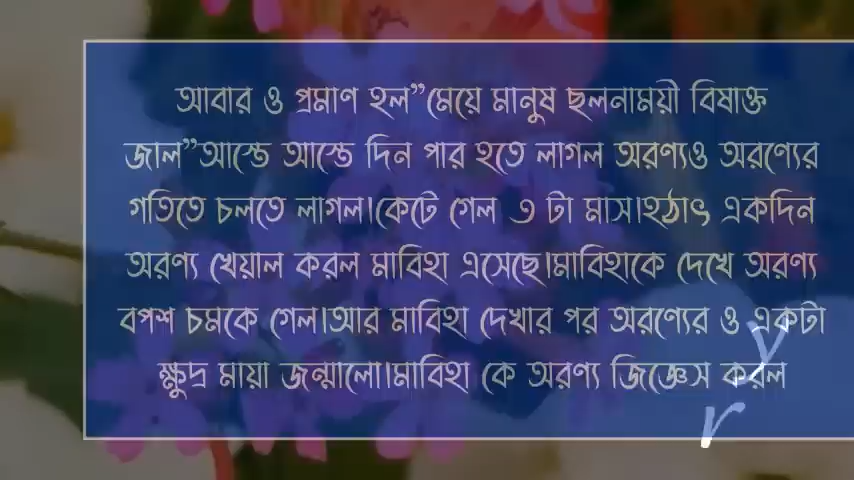 আবার ও প্রমাণ হল”মেয়ে মানুষ ছলনাময়ী বিষাক্ত
জাল”আস্তে আস্তে দিন পার হতে লাগল অরণ্যও অরণ্যের
গতিতে চলতে লাগল।কেটে গেল ৩ টা মাস।হঠাৎ একদিন
অরণ্য খেয়াল করল মাবিহা এসেছে।মাবিহাকে দেখে অরণ্য
বপশ চমকে গেল।আর মাবিহা দেখার পর অরণ্যের ও একটা
ক্ষুদ্র মায়া জন্মালো।মাবিহা কে অরণ্য জিজ্ঞেস করল
y
r